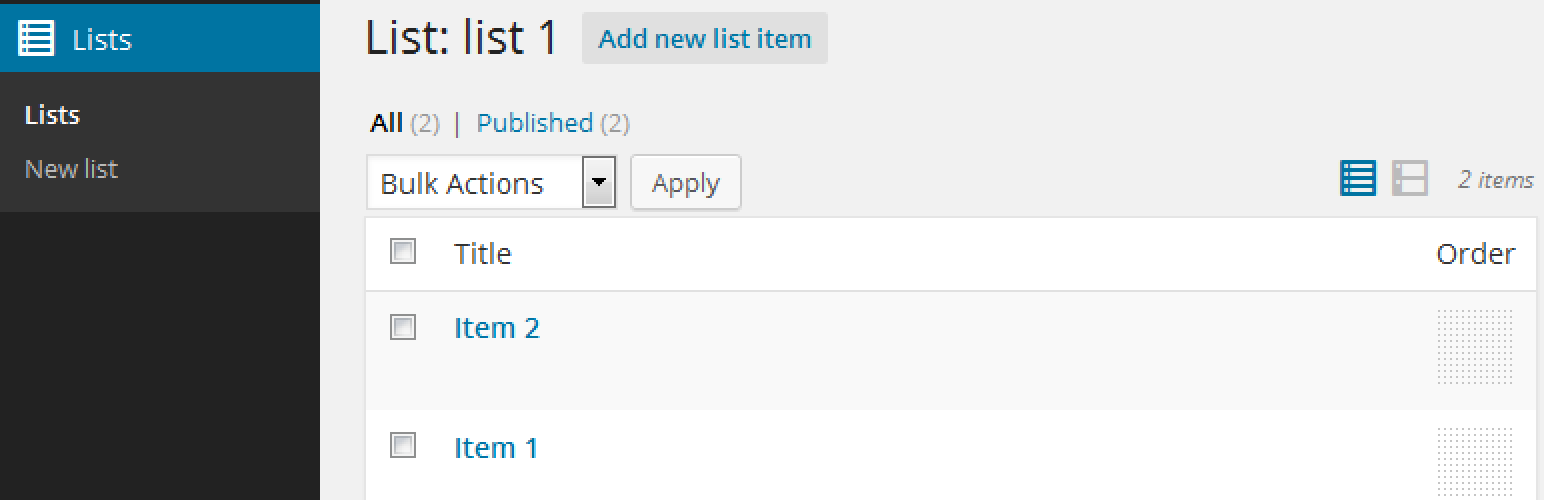 Lists
Lists
New list
List: list 1 Add new list item
All (2) | Published (2)
Bulk Actions Apply 2 items
Title Order
Item 2
Item 1